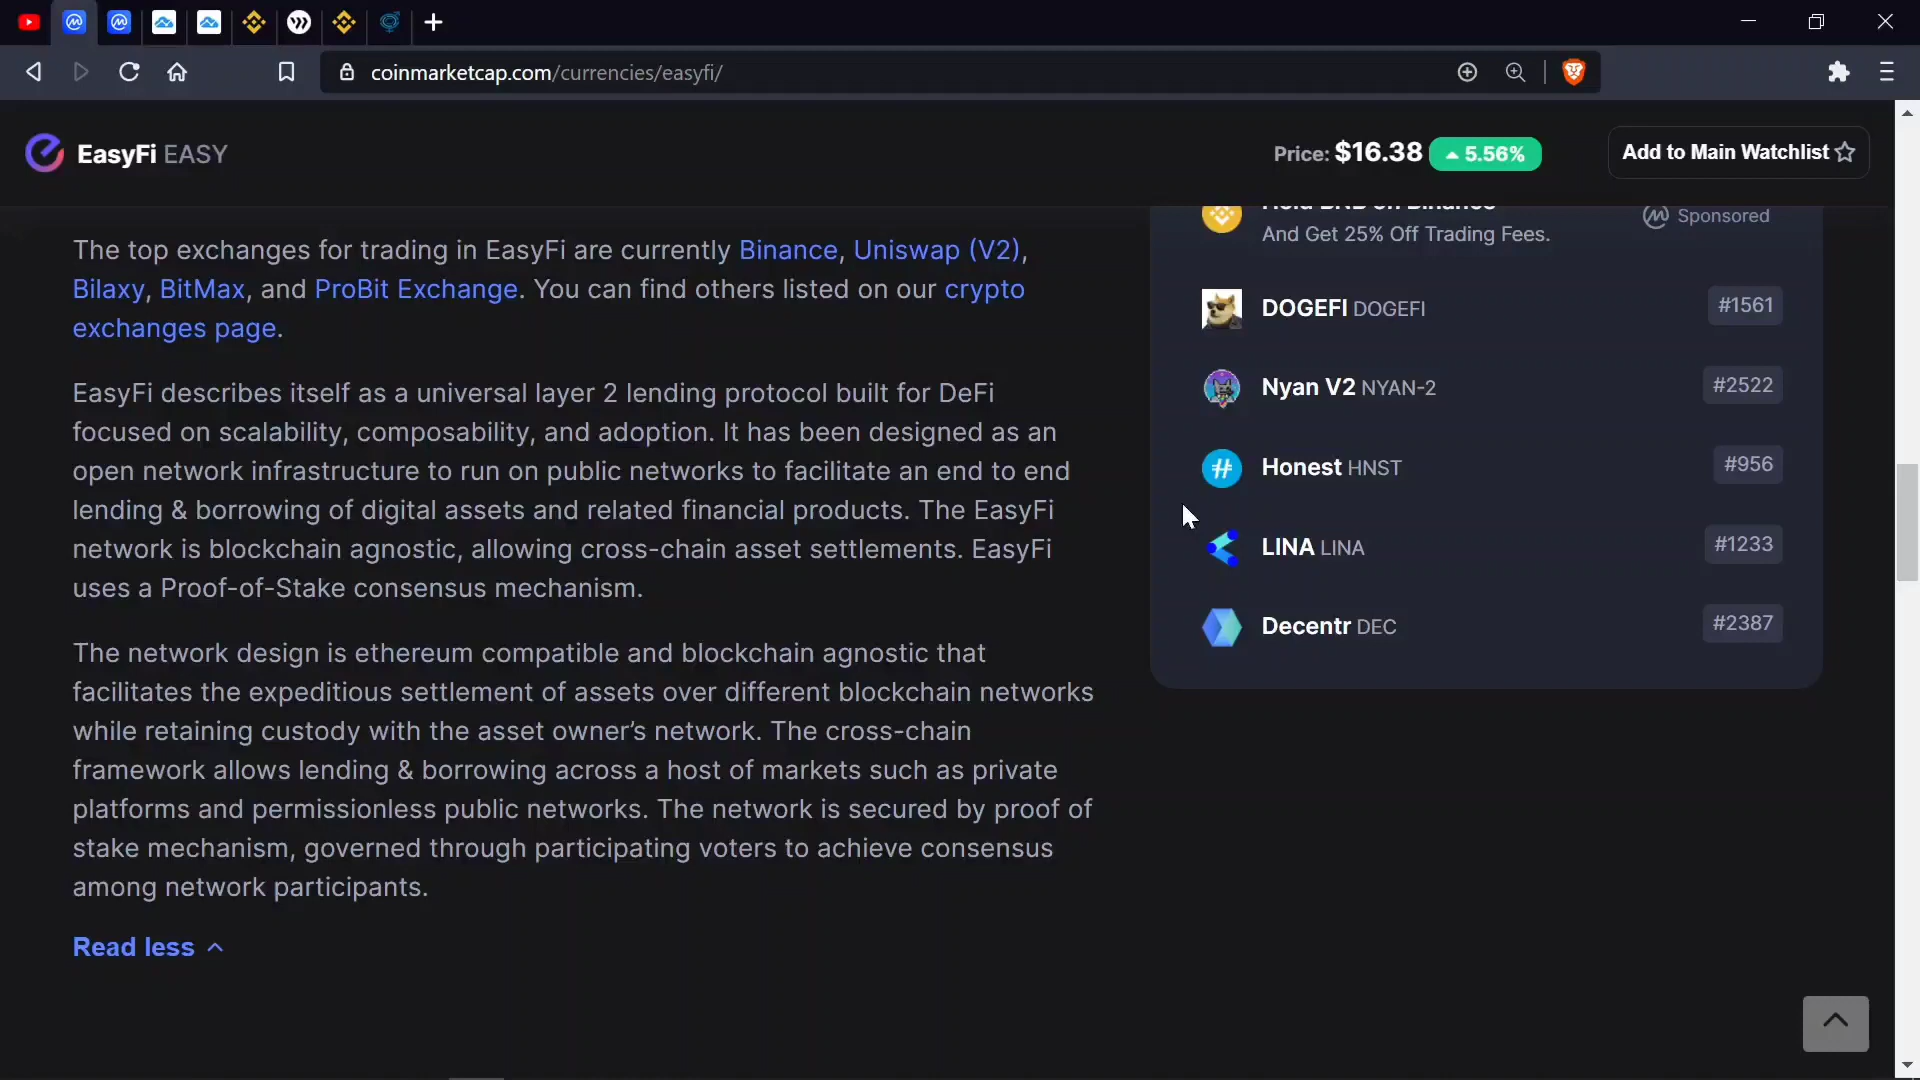 coinmarketcap.com/currencies/easyfi/
EasyFi EASY
Price: $16.38 5.56%
Add to Main Watchlist
The top exchanges for trading in EasyFi are currently Binance, Uniswap (V2),
Bilaxy, BitMax, and ProBit Exchange. You can find others listed on our crypto
exchanges page.
EasyFi describes itself as a universal layer 2 lending protocol built for DeFi
focused on scalability, composability, and adoption. It has been designed as an
open network infrastructure to run on public networks to facilitate an end to end
lending & borrowing of digital assets and related financial products. The EasyFi
network is blockchain agnostic, allowing cross-chain asset settlements. EasyFi
uses a Proof-of-Stake consensus mechanism.
The network design is ethereum compatible and blockchain agnostic that
facilitates the expeditious settlement of assets over different blockchain networks
while retaining custody with the asset owner’s network. The cross-chain
framework allows lending & borrowing across a host of markets such as private
platforms and permissionless public networks. The network is secured by proof of
stake mechanism, governed through participating voters to achieve consensus
among network participants.
Read less
Hold BNB on Binance
Sponsored
And Get 25% Off Trading Fees.
DOGEFI DOGEFI #1561
Nyan V2 NYAN-2 #2522
Honest HNST #956
LINA LINA #1233
Decentr DEC #2387